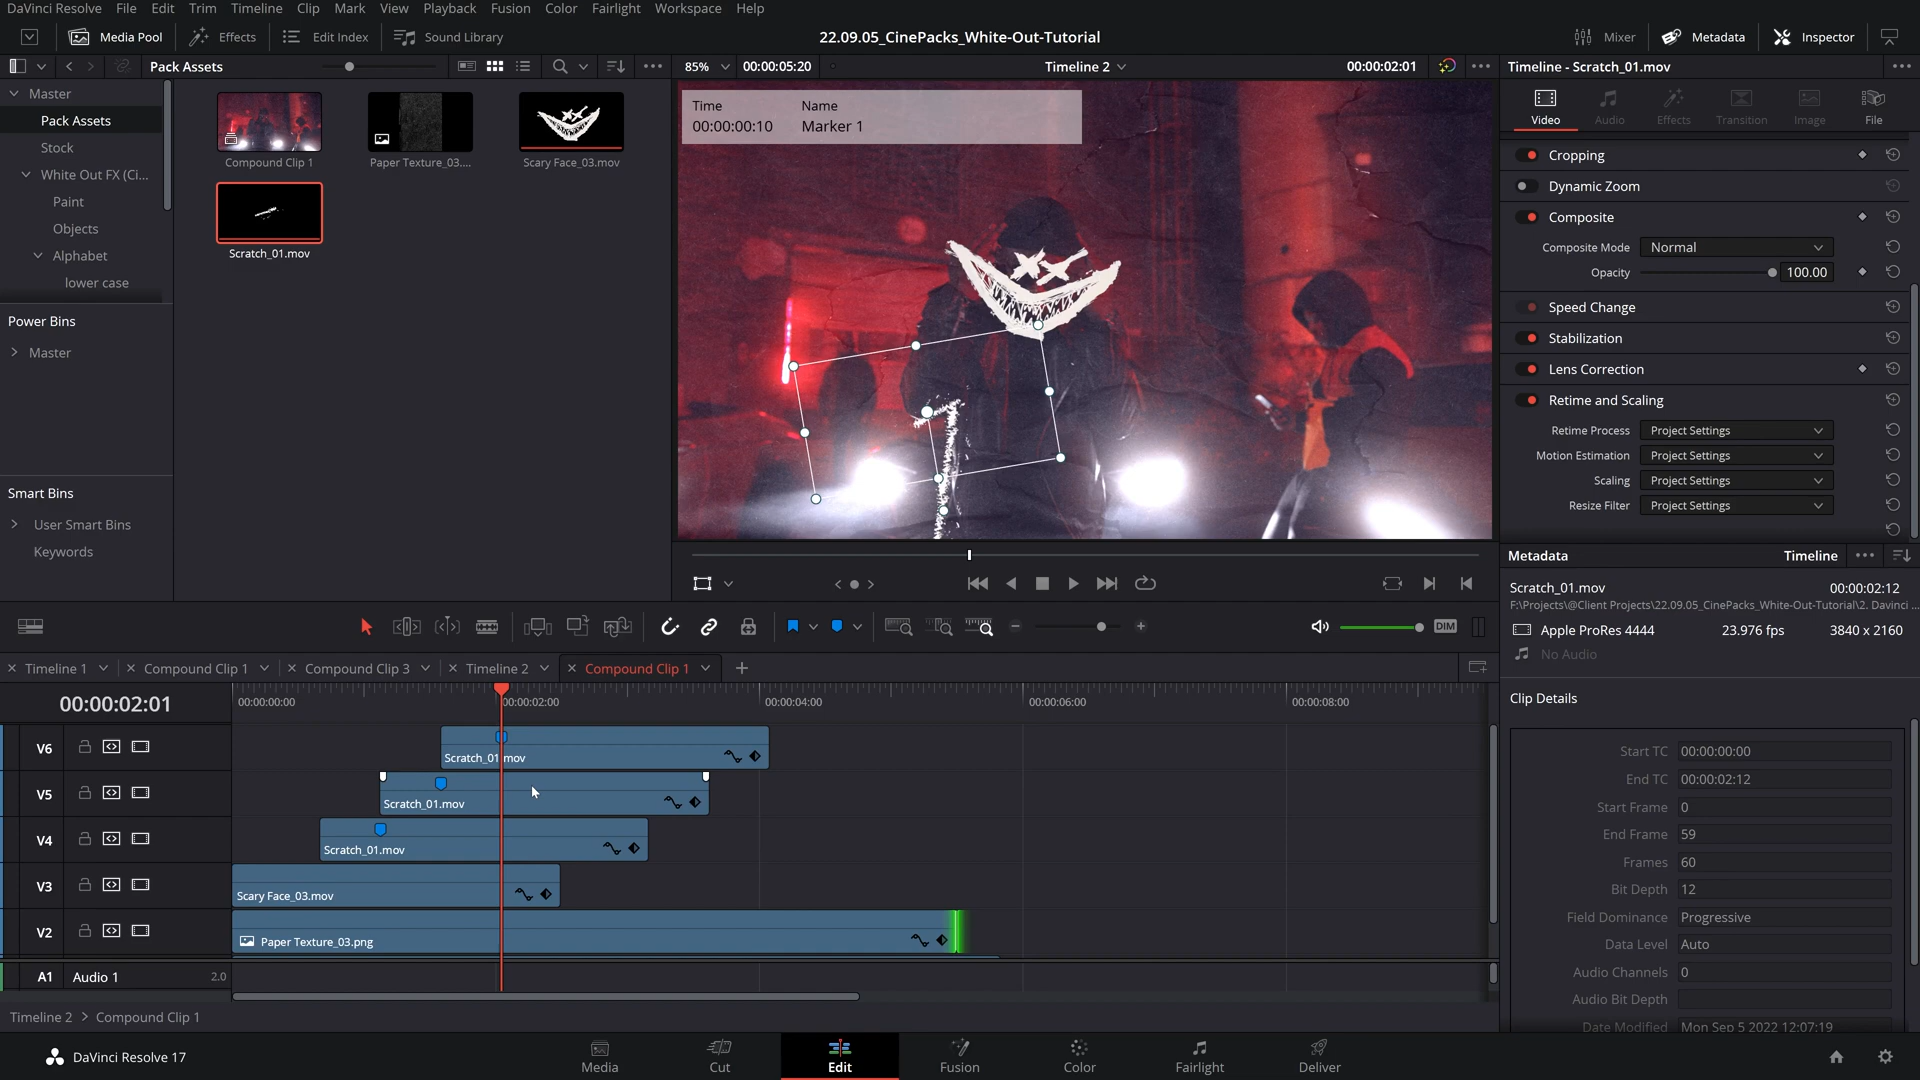 DaVinci Resolve File Edit Trim Timeline Clip Mark View Playback Fusion Color Fairlight Workspace Help
Media Pool Effects Edit Index Sound Library 22.09.05_CinePacks_White-Out-Tutorial Mixer Metadata Inspector
Pack Assets 85% 00:00:05:20 Timeline 2 00:00:02:01 Timeline - Scratch_01.mov
Master
Pack Assets
Stock
White Out FX (Ci...
Paint
Objects
Alphabet
lower case
Power Bins
Master
Smart Bins
User Smart Bins
Keywords
Compound Clip 1
Paper Texture_03....
Scary Face_03.mov
Scratch_01.mov
Time Name
00:00:00:10 Marker 1
Video Audio Effects Transition Image File
Cropping
Dynamic Zoom
Composite
Composite Mode Normal
Opacity 100.00
Speed Change
Stabilization
Lens Correction
Retime and Scaling
Retime Process Project Settings
Motion Estimation Project Settings
Scaling Project Settings
Resize Filter Project Settings
Metadata Timeline
Scratch_01.mov 00:00:02:12
F:\Projects\@Client Projects\22.09.05_CinePacks_White-Out-Tutorial\2. Davinci ...
Apple ProRes 4444 23.976 fps 3840 x 2160
No Audio
Clip Details
Start TC 00:00:00:00
End TC 00:00:02:12
Start Frame 0
End Frame 59
Frames 60
Bit Depth 12
Field Dominance Progressive
Data Level Auto
Audio Channels 0
Audio Bit Depth
Date Modified Mon Sep 5 2022 12:07:19
DIM
Timeline 1 Compound Clip 1 Compound Clip 3 Timeline 2 Compound Clip 1
00:00:02:01 00:00:00:00 00:00:02:00 00:00:04:00 00:00:06:00 00:00:08:00
V6 Scratch_01.mov
V5 Scratch_01.mov
V4 Scratch_01.mov
V3 Scary Face_03.mov
V2 Paper Texture_03.png
A1 Audio 1 2.0
Timeline 2 > Compound Clip 1
DaVinci Resolve 17 Media Cut Edit Fusion Color Fairlight Deliver